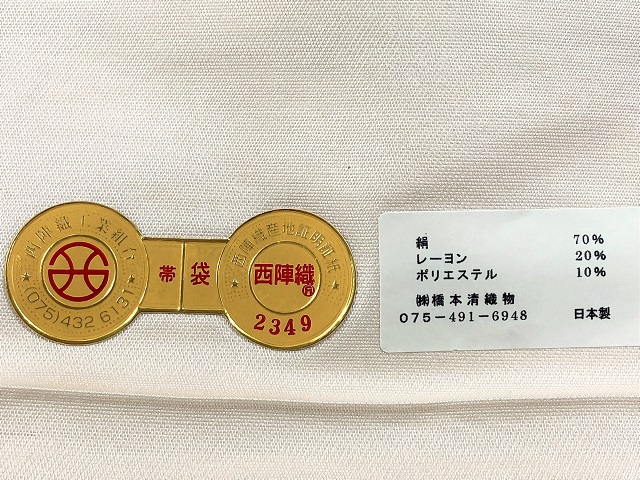 西陣織工業組合
(075)432 613
帯袋
西陣織産地証明証紙
西陣織
2349
絹 70%
レーヨン 20%
ポリエステル 10%
㈱橋本清織物
075-491-6948 日本製